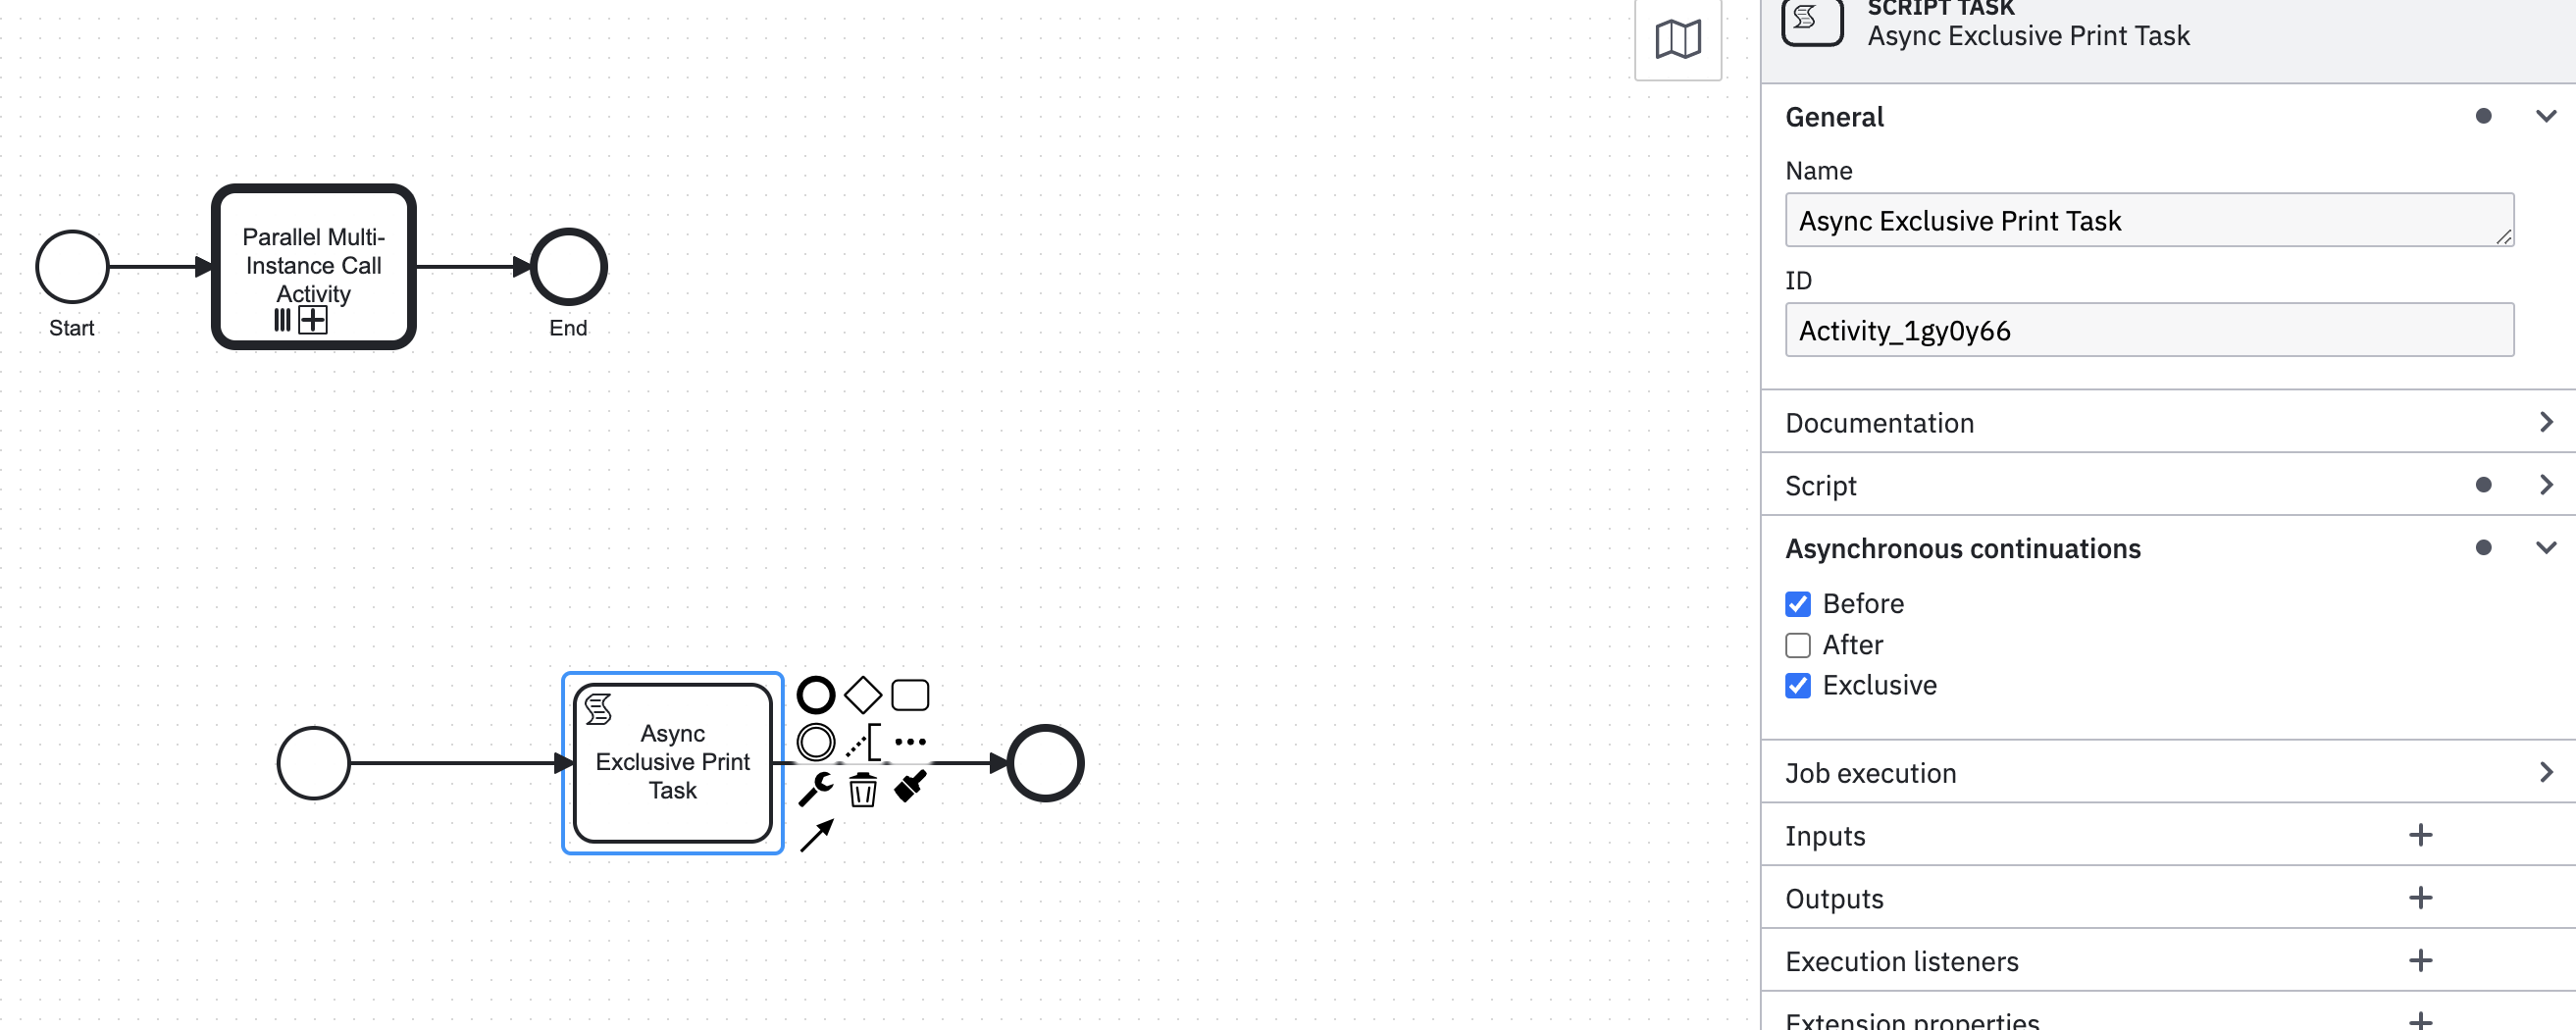 Parallel Multi-
Instance Call
Activity
Start
End
Async
Exclusive Print
Task
SCRIPT TASK
Async Exclusive Print Task
General
Name
Async Exclusive Print Task
ID
Activity_1gy0y66
Documentation
Script
Asynchronous continuations
Before
After
Exclusive
Job execution
Inputs
Outputs
Execution listeners
Extension properties